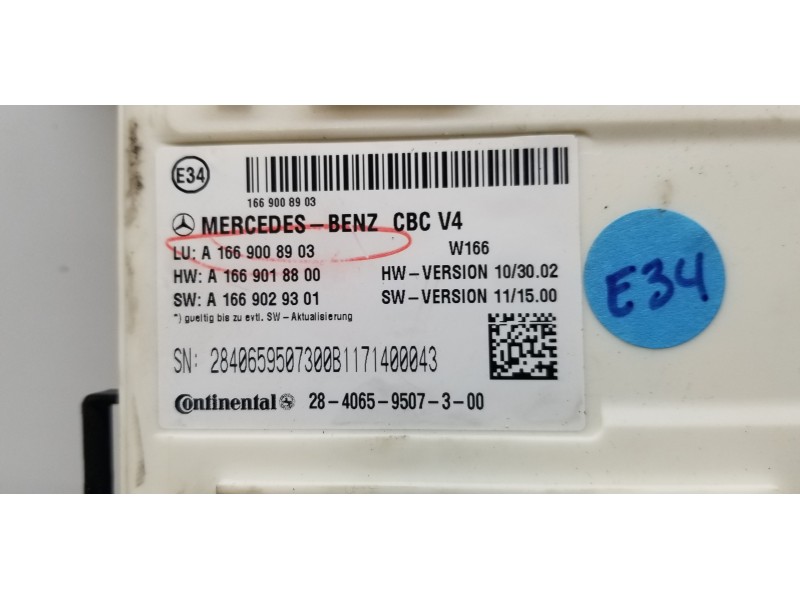 E34
166 900 89 03
MERCEDES-BENZ CBC V4
LU: A 166 900 89 03 W166
HW: A 166 901 88 00 HW-VERSION 10/30.02
SW: A 166 902 93 01 SW-VERSION 11/15.00
*) gueltig bis zu evtl. SW-Aktualisierung
SN: 2840659507300B1171400043
Continental 28-4065-9507-3-00
E34